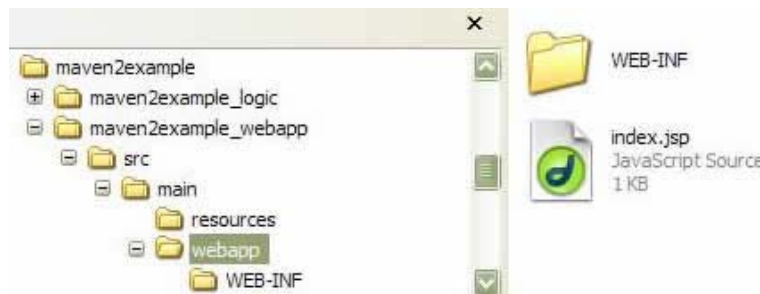 maven2example
maven2example_logic
maven2example_webapp
src
main
resources
webapp
WEB-INF
WEB-INF
index.jsp
JavaScript Source
1 KB